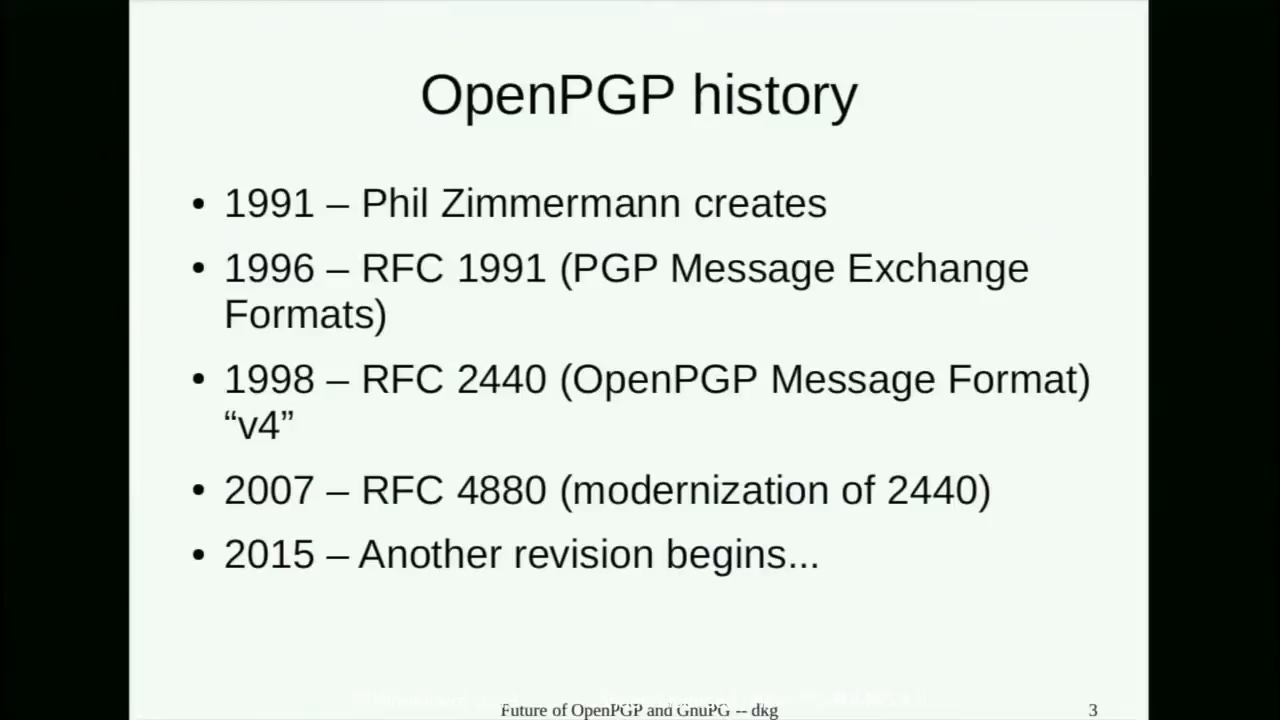 OpenPGP history
• 1991 – Phil Zimmermann creates
• 1996 – RFC 1991 (PGP Message Exchange
Formats)
• 1998 – RFC 2440 (OpenPGP Message Format)
“v4”
• 2007 – RFC 4880 (modernization of 2440)
• 2015 – Another revision begins...
Future of OpenPGP and GnuPG -- dkg
3